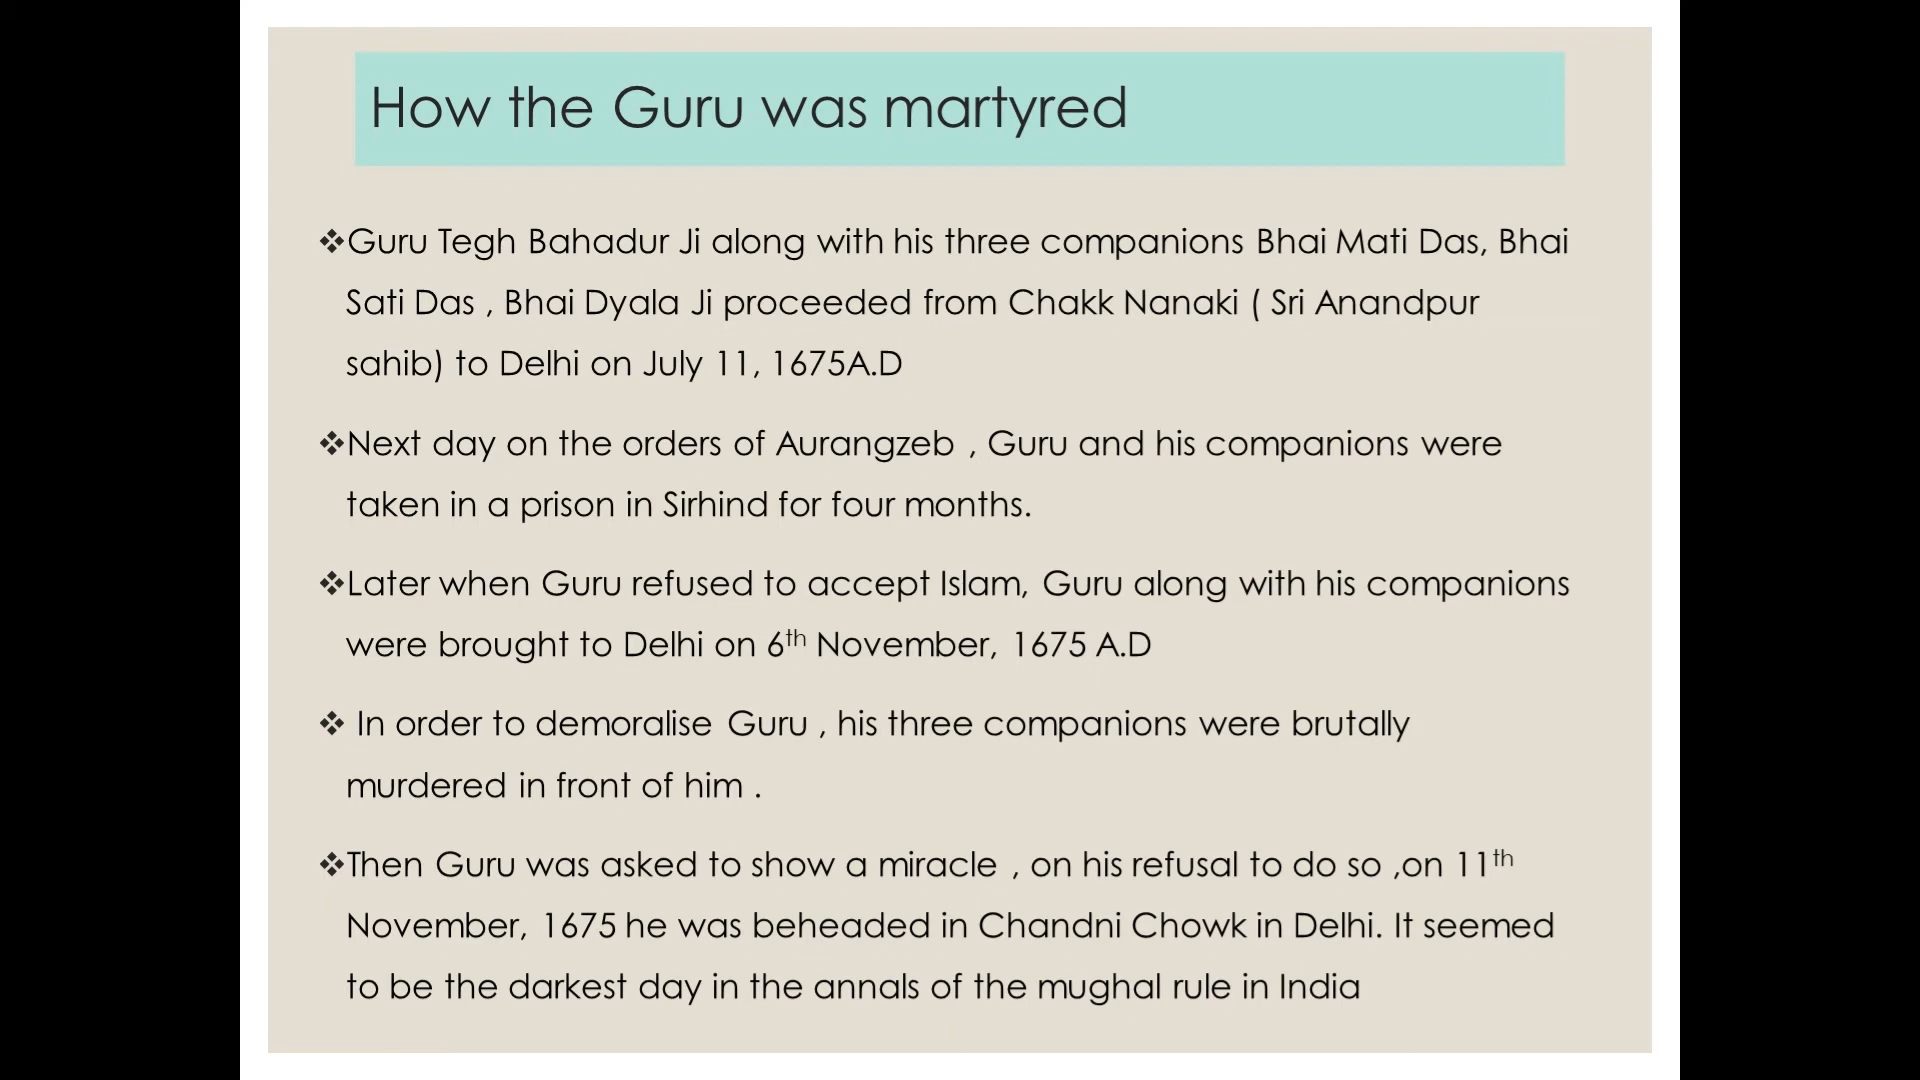 How the Guru was martyred
❖Guru Tegh Bahadur Ji along with his three companions Bhai Mati Das, Bhai
Sati Das , Bhai Dyala Ji proceeded from Chakk Nanaki ( Sri Anandpur
sahib) to Delhi on July 11, 1675A.D
❖Next day on the orders of Aurangzeb , Guru and his companions were
taken in a prison in Sirhind for four months.
❖Later when Guru refused to accept Islam, Guru along with his companions
were brought to Delhi on 6th November, 1675 A.D
❖ In order to demoralise Guru , his three companions were brutally
murdered in front of him .
❖Then Guru was asked to show a miracle , on his refusal to do so ,on 11th
November, 1675 he was beheaded in Chandni Chowk in Delhi. It seemed
to be the darkest day in the annals of the mughal rule in India